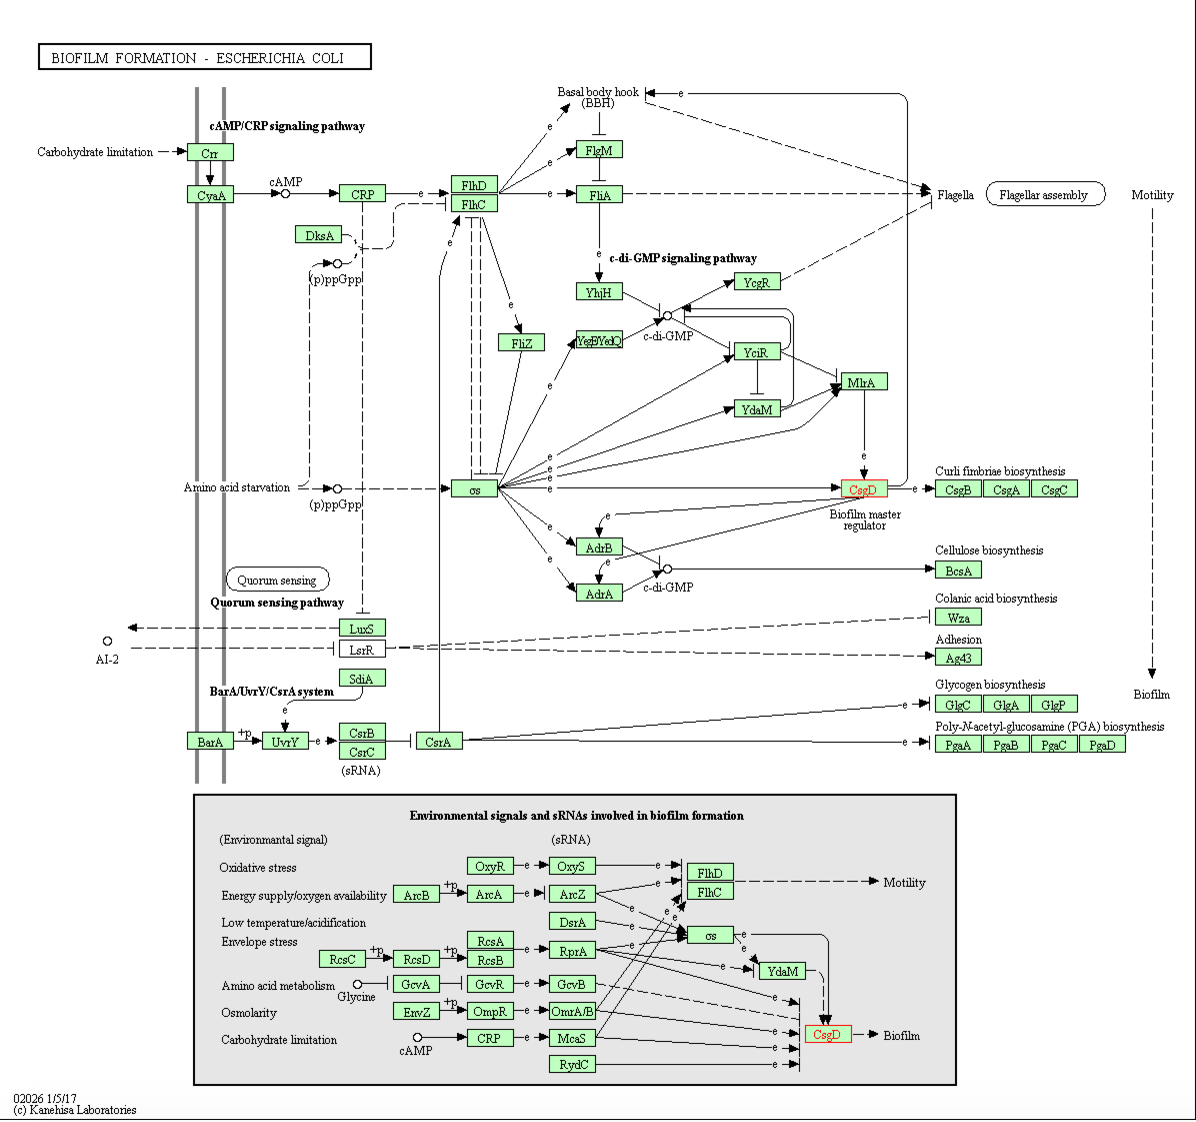 BIOFILM FORMATION - ESCHERICHIA COLI
Basal body hook
(BBH)
e
cAMP/CRP signaling pathway
e
Carbohydrate limitation
Crr
FlgM
e
cAMP
FlhD
CyaA
CRP
e
e
FliA
Flagella
Flagellar assembly
Motility
FlhC
DksA
e
e
c-di-GMP signaling pathway
(p)ppGpp
YcgR
YhjH
e
c-di-GMP
FliZ
YegE/YedQ
YciR
e
MlrA
YdaM
e
e
e
e
e
Curli fimbriae biosynthesis
Amino acid starvation
σs
CsgD
e
CsgB
CsgA
CsgC
(p)ppGpp
Biofilm master
regulator
e
e
AdrB
Cellulose biosynthesis
e
e
BcsA
Quorum sensing
AdrA
c-di-GMP
Quorum sensing pathway
Colanic acid biosynthesis
Wza
LuxS
Adhesion
LsrR
AI-2
Ag43
SdiA
BarA/UvrY/CsrA system
Glycogen biosynthesis
Biofilm
e
e
GlgC
GlgA
GlgP
Poly-N-acetyl-glucosamine (PGA) biosynthesis
BarA
+p
UvrY
e
CsrB
CsrC
CsrA
e
PgaA
PgaB
PgaC
PgaD
(sRNA)
Environmental signals and sRNAs involved in biofilm formation
(Environmantal signal)
(sRNA)
Oxidative stress
OxyR
e
OxyS
e
FlhD
Energy supply/oxygen availability
ArcB
+p
ArcA
e
ArcZ
e
FlhC
Motility
e
e
e
Low temperature/acidification
DsrA
e
Envelope stress
RcsA
σs
e
RcsC
+p
RcsD
+p
RcsB
e
RprA
e
e
YdaM
Amino acid metabolism
Glycine
GcvA
GcvR
e
GcvB
e
Osmolarity
EnvZ
+p
OmpR
e
OmrA/B
e
Carbohydrate limitation
cAMP
CRP
e
McaS
e
CsgD
Biofilm
RydC
e
02026 1/5/17
(c) Kanehisa Laboratories